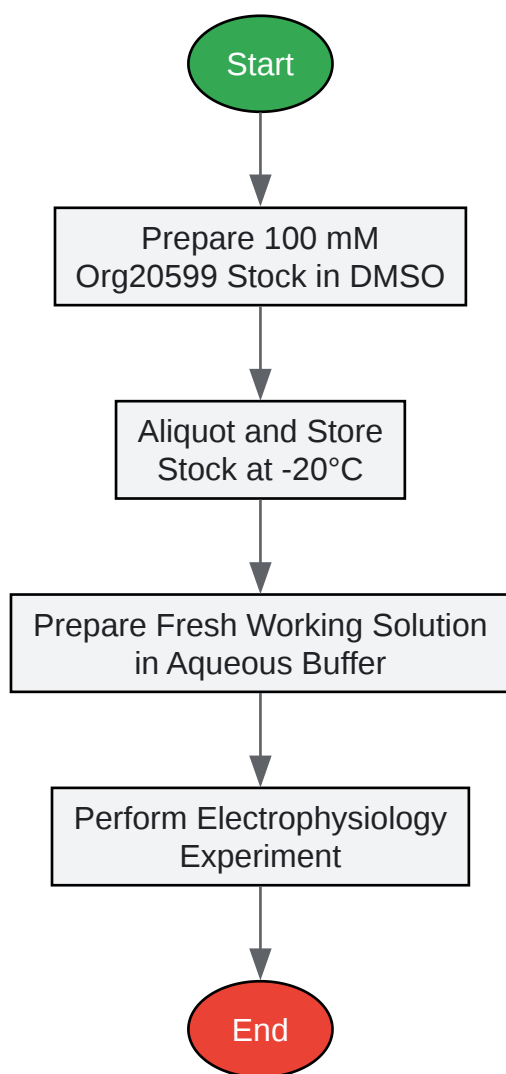 Start
Prepare 100 mM
Org20599 Stock in DMSO
Aliquot and Store
Stock at -20°C
Prepare Fresh Working Solution
in Aqueous Buffer
Perform Electrophysiology
Experiment
End